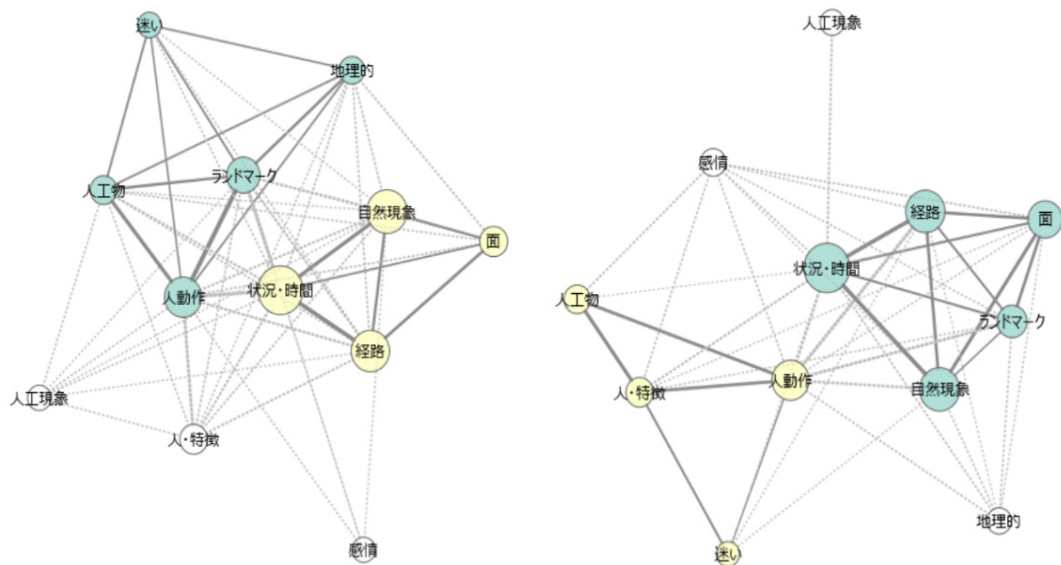 迷い
地理的
ランドマーク
人工物
自然現象
面
状況・時間
人動作
経路
人工現象
人・特徴
感情
人工現象
感情
経路
面
状況・時間
人工物
ランドマーク
人動作
人・特徴
自然現象
地理的
迷い